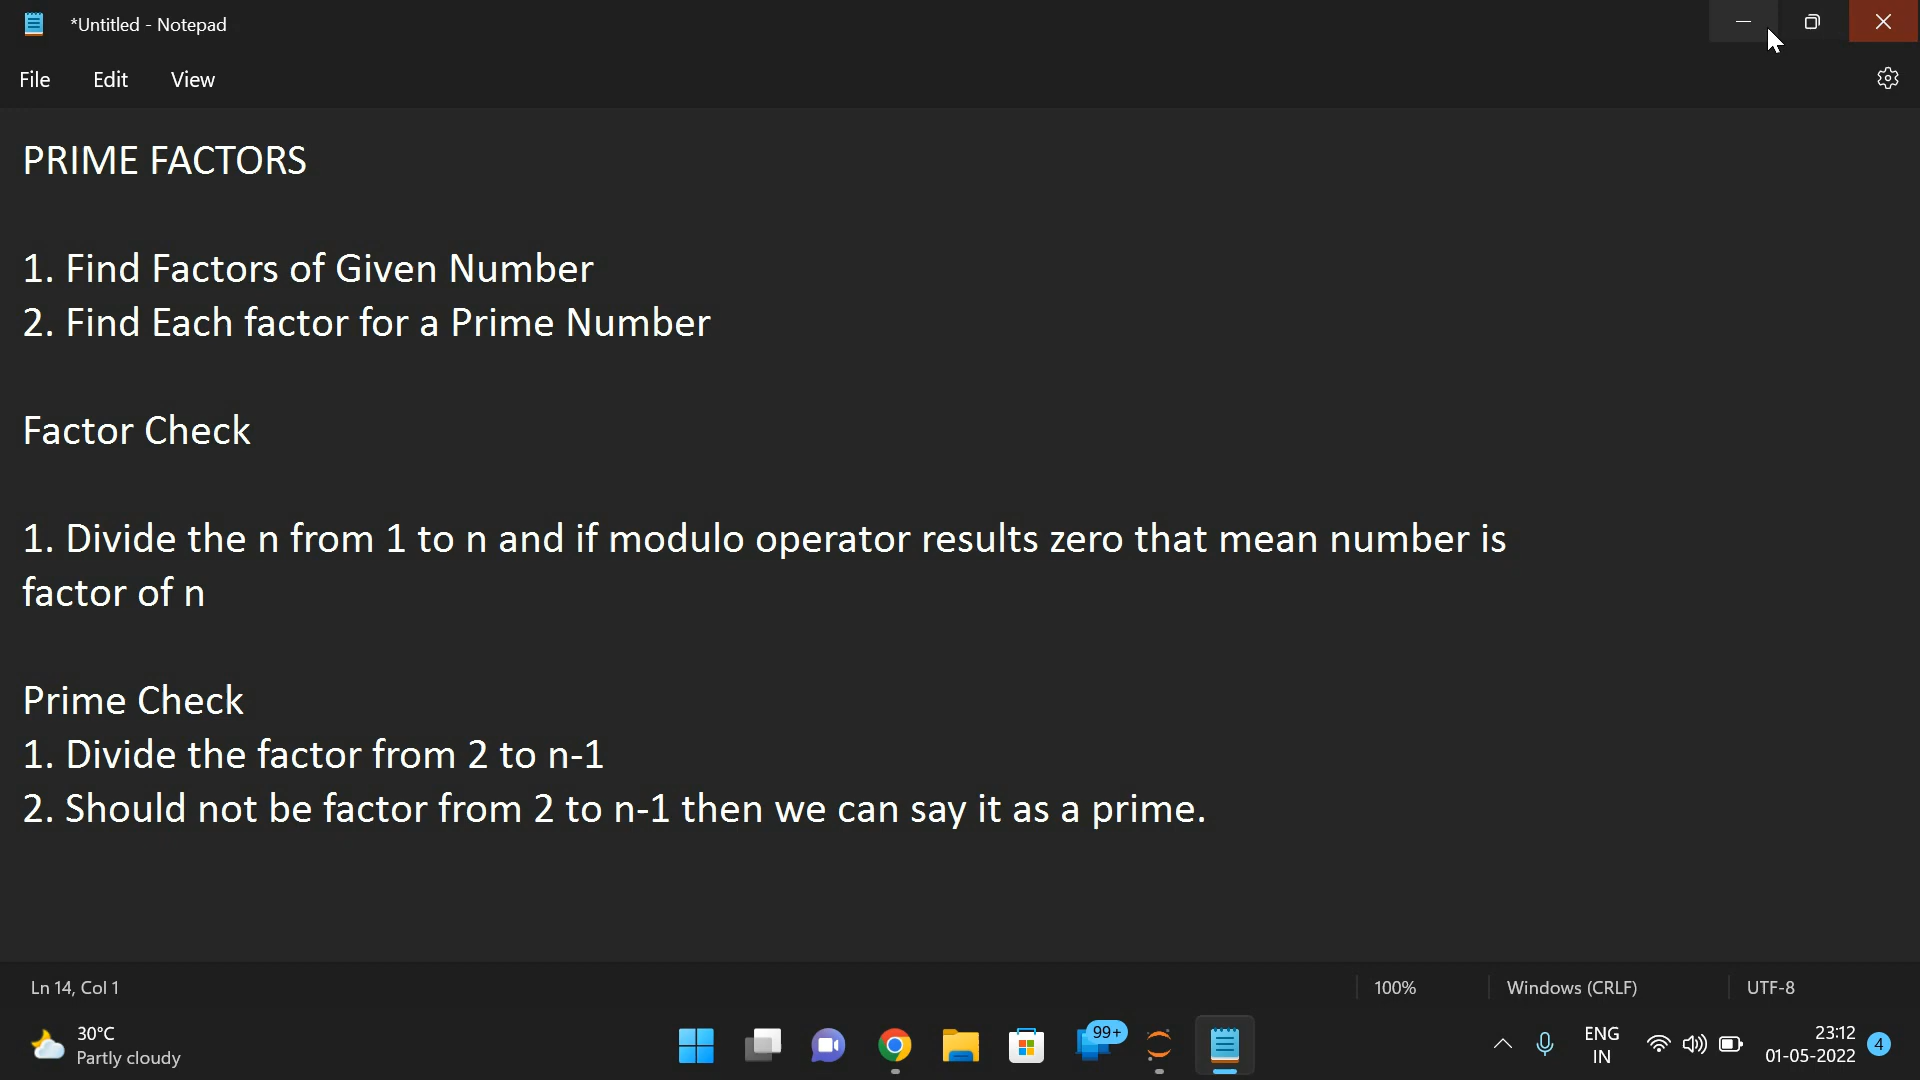 *Untitled - Notepad
File Edit View
PRIME FACTORS
1. Find Factors of Given Number
2. Find Each factor for a Prime Number
Factor Check
1. Divide the n from 1 to n and if modulo operator results zero that mean number is
factor of n
Prime Check
1. Divide the factor from 2 to n-1
2. Should not be factor from 2 to n-1 then we can say it as a prime.
Ln 14, Col 1 100% Windows (CRLF) UTF-8
30°C
Partly cloudy
99+
ENG
IN
23:12
01-05-2022
4